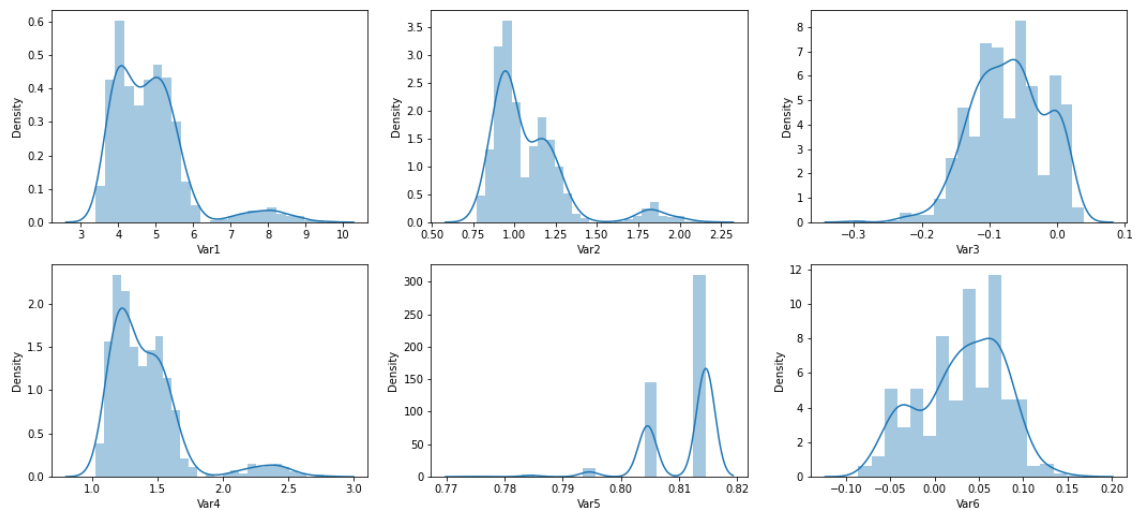 0.6
0.5
0.4
0.3
0.2
0.1
0.0
Density
3 4 5 6 7 8 9 10
Var1
3.5
3.0
2.5
2.0
1.5
1.0
0.5
0.0
Density
0.50 0.75 1.00 1.25 1.50 1.75 2.00 2.25
Var2
8
7
6
5
4
3
2
1
0
Density
−0.3 −0.2 −0.1 0.0 0.1
Var3
2.0
1.5
1.0
0.5
0.0
Density
1.0 1.5 2.0 2.5 3.0
Var4
300
250
200
150
100
50
0
Density
0.77 0.78 0.79 0.80 0.81 0.82
Var5
12
10
8
6
4
2
0
Density
−0.10 −0.05 0.00 0.05 0.10 0.15 0.20
Var6